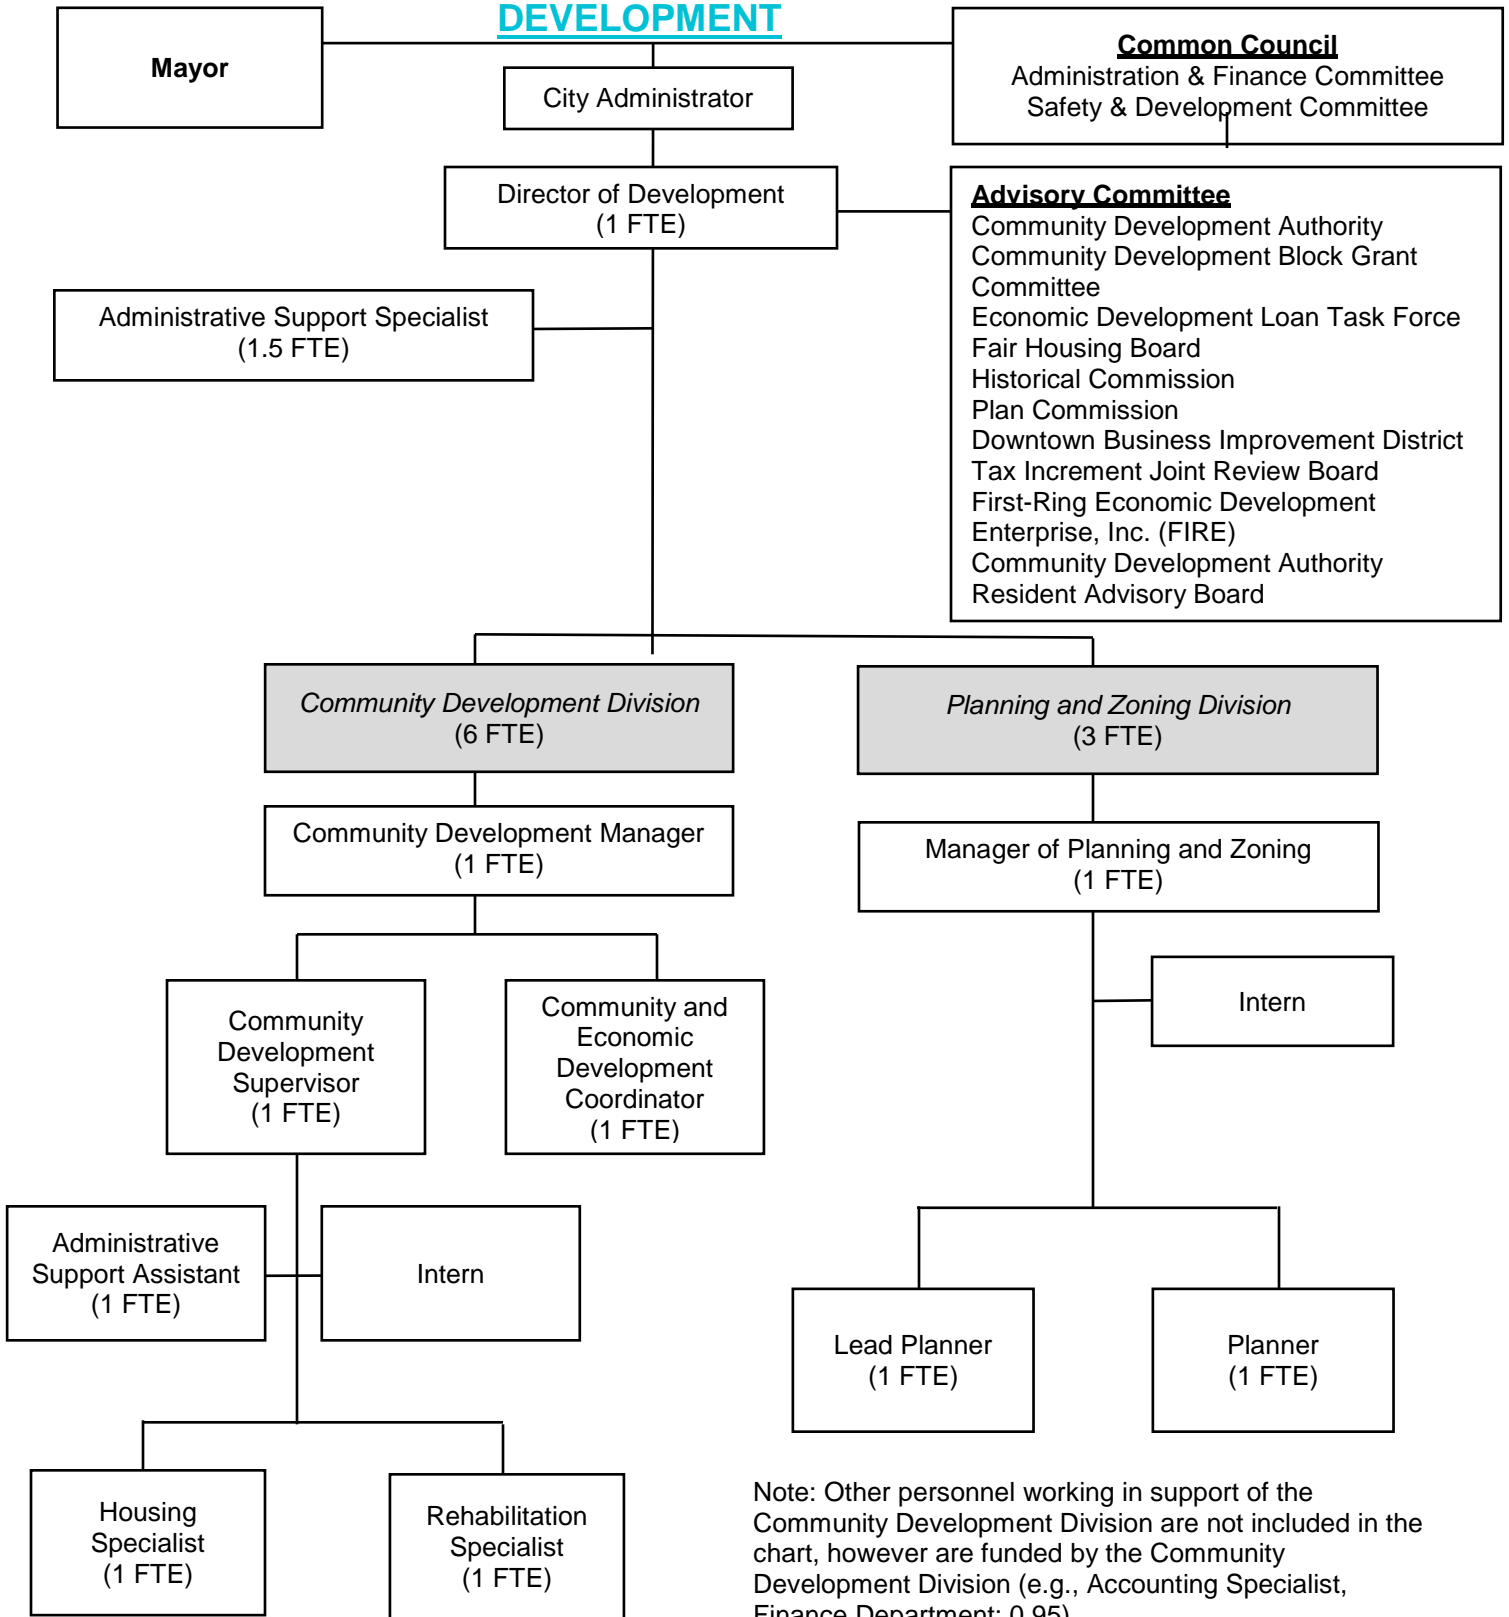 DEVELOPMENT
Mayor
City Administrator
Common Council
Administration & Finance Committee
Safety & Development Committee
Director of Development
(1 FTE)
Advisory Committee
Community Development Authority
Community Development Block Grant
Committee
Economic Development Loan Task Force
Fair Housing Board
Historical Commission
Plan Commission
Downtown Business Improvement District
Tax Increment Joint Review Board
First-Ring Economic Development
Enterprise, Inc. (FIRE)
Community Development Authority
Resident Advisory Board
Administrative Support Specialist
(1.5 FTE)
Community Development Division
(6 FTE)
Planning and Zoning Division
(3 FTE)
Community Development Manager
(1 FTE)
Manager of Planning and Zoning
(1 FTE)
Community
Development
Supervisor
(1 FTE)
Community and
Economic
Development
Coordinator
(1 FTE)
Intern
Administrative
Support Assistant
(1 FTE)
Intern
Lead Planner
(1 FTE)
Planner
(1 FTE)
Housing
Specialist
(1 FTE)
Rehabilitation
Specialist
(1 FTE)
Note: Other personnel working in support of the
Community Development Division are not included in the
chart, however are funded by the Community
Development Division (e.g., Accounting Specialist,
Finance Department: 0.95)